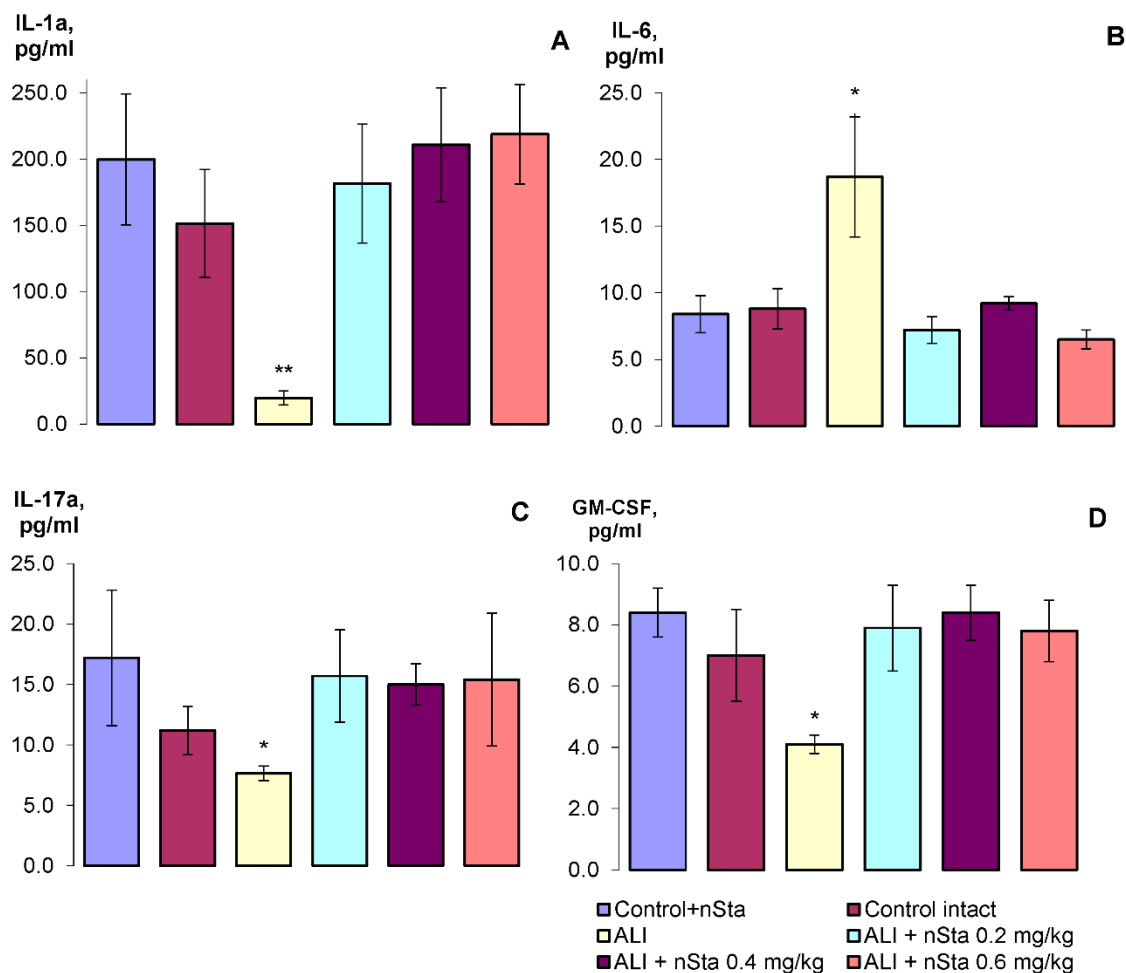 IL-1a,
pg/ml
A
250.0
200.0
150.0
100.0
50.0
0.0
**
IL-6,
pg/ml
B
25.0
20.0
15.0
10.0
5.0
0.0
*
IL-17a,
pg/ml
C
25.0
20.0
15.0
10.0
5.0
0.0
*
GM-CSF,
pg/ml
D
10.0
8.0
6.0
4.0
2.0
0.0
*
Control+nSta
Control intact
ALI
ALI + nSta 0.2 mg/kg
ALI + nSta 0.4 mg/kg
ALI + nSta 0.6 mg/kg